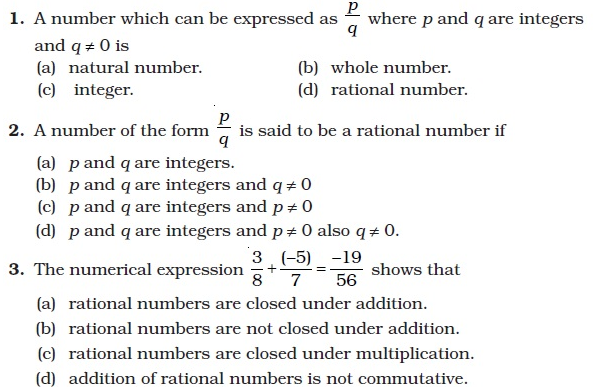 1. A number which can be expressed as p/q where p and q are integers
and q ≠ 0 is
(a) natural number. (b) whole number.
(c) integer. (d) rational number.
2. A number of the form p/q is said to be a rational number if
(a) p and q are integers.
(b) p and q are integers and q ≠ 0
(c) p and q are integers and p ≠ 0
(d) p and q are integers and p ≠ 0 also q ≠ 0.
3. The numerical expression 3/8 + (−5)/7 = −19/56 shows that
(a) rational numbers are closed under addition.
(b) rational numbers are not closed under addition.
(c) rational numbers are closed under multiplication.
(d) addition of rational numbers is not commutative.